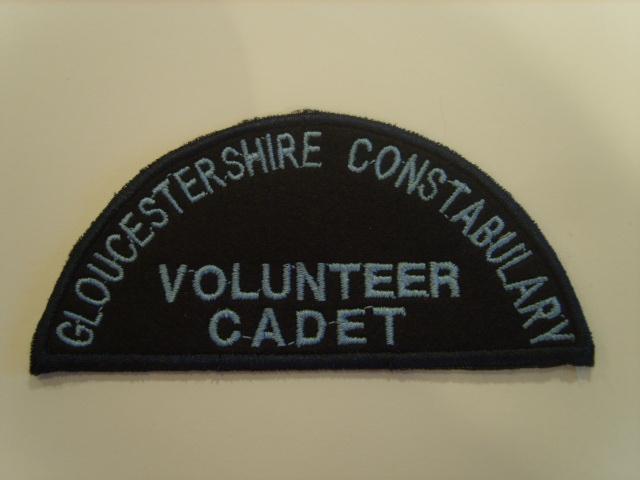 GLOUCESTERSHIRE CONSTABULARY
VOLUNTEER
CADET